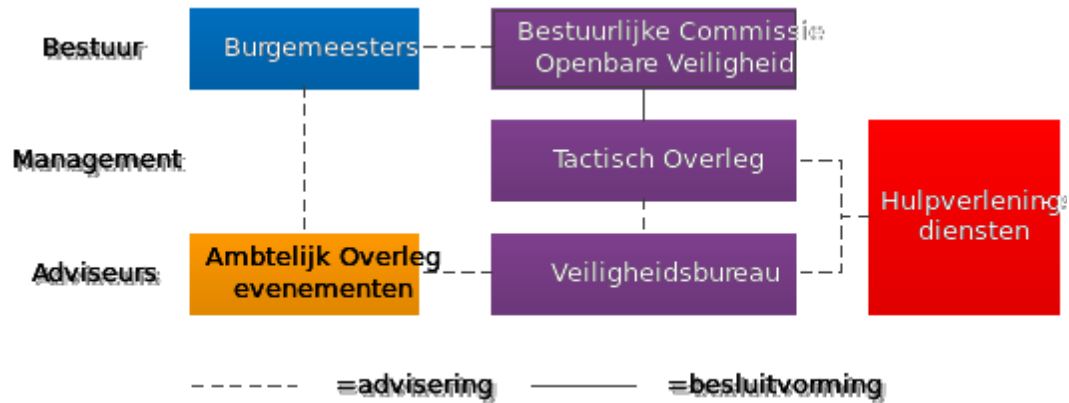 Bestuur
Burgemeesters
Bestuurlijke Commissie
Openbare Veiligheid
Management
Tactisch Overleg
Hulpverlenings
diensten
Adviseurs
Ambtelijk Overleg
evenementen
Veiligheidsbureau
=advisering
=besluitvorming